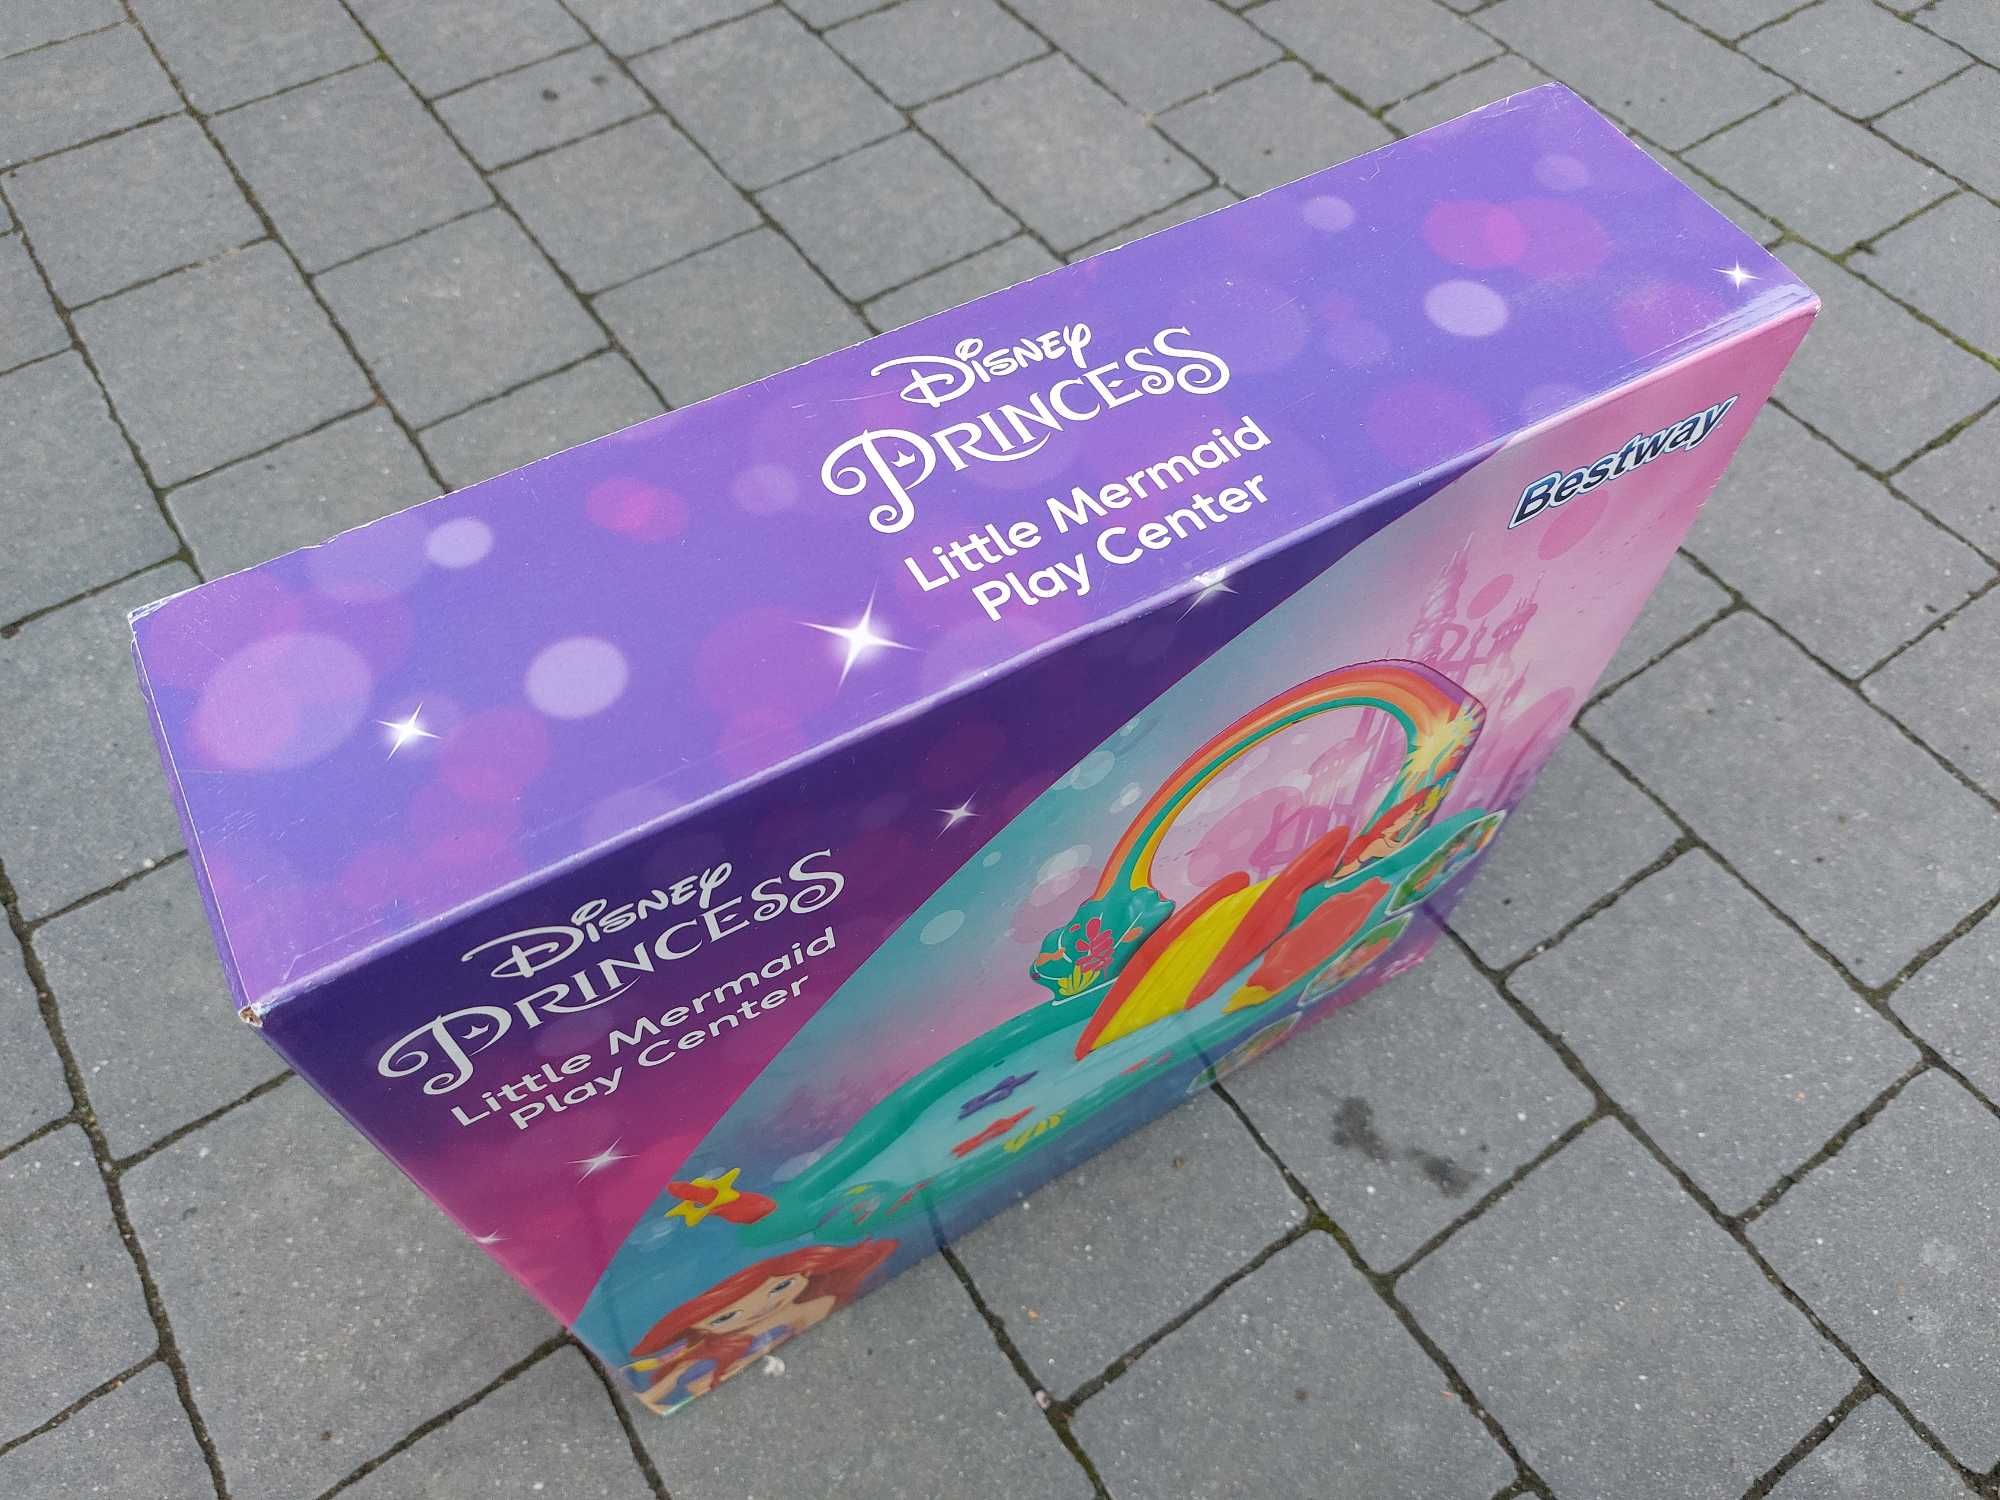 Disney
PRINCESS
Little Mermaid
Play Center
Bestway
Disney
PRINCESS
Little Mermaid
Play Center